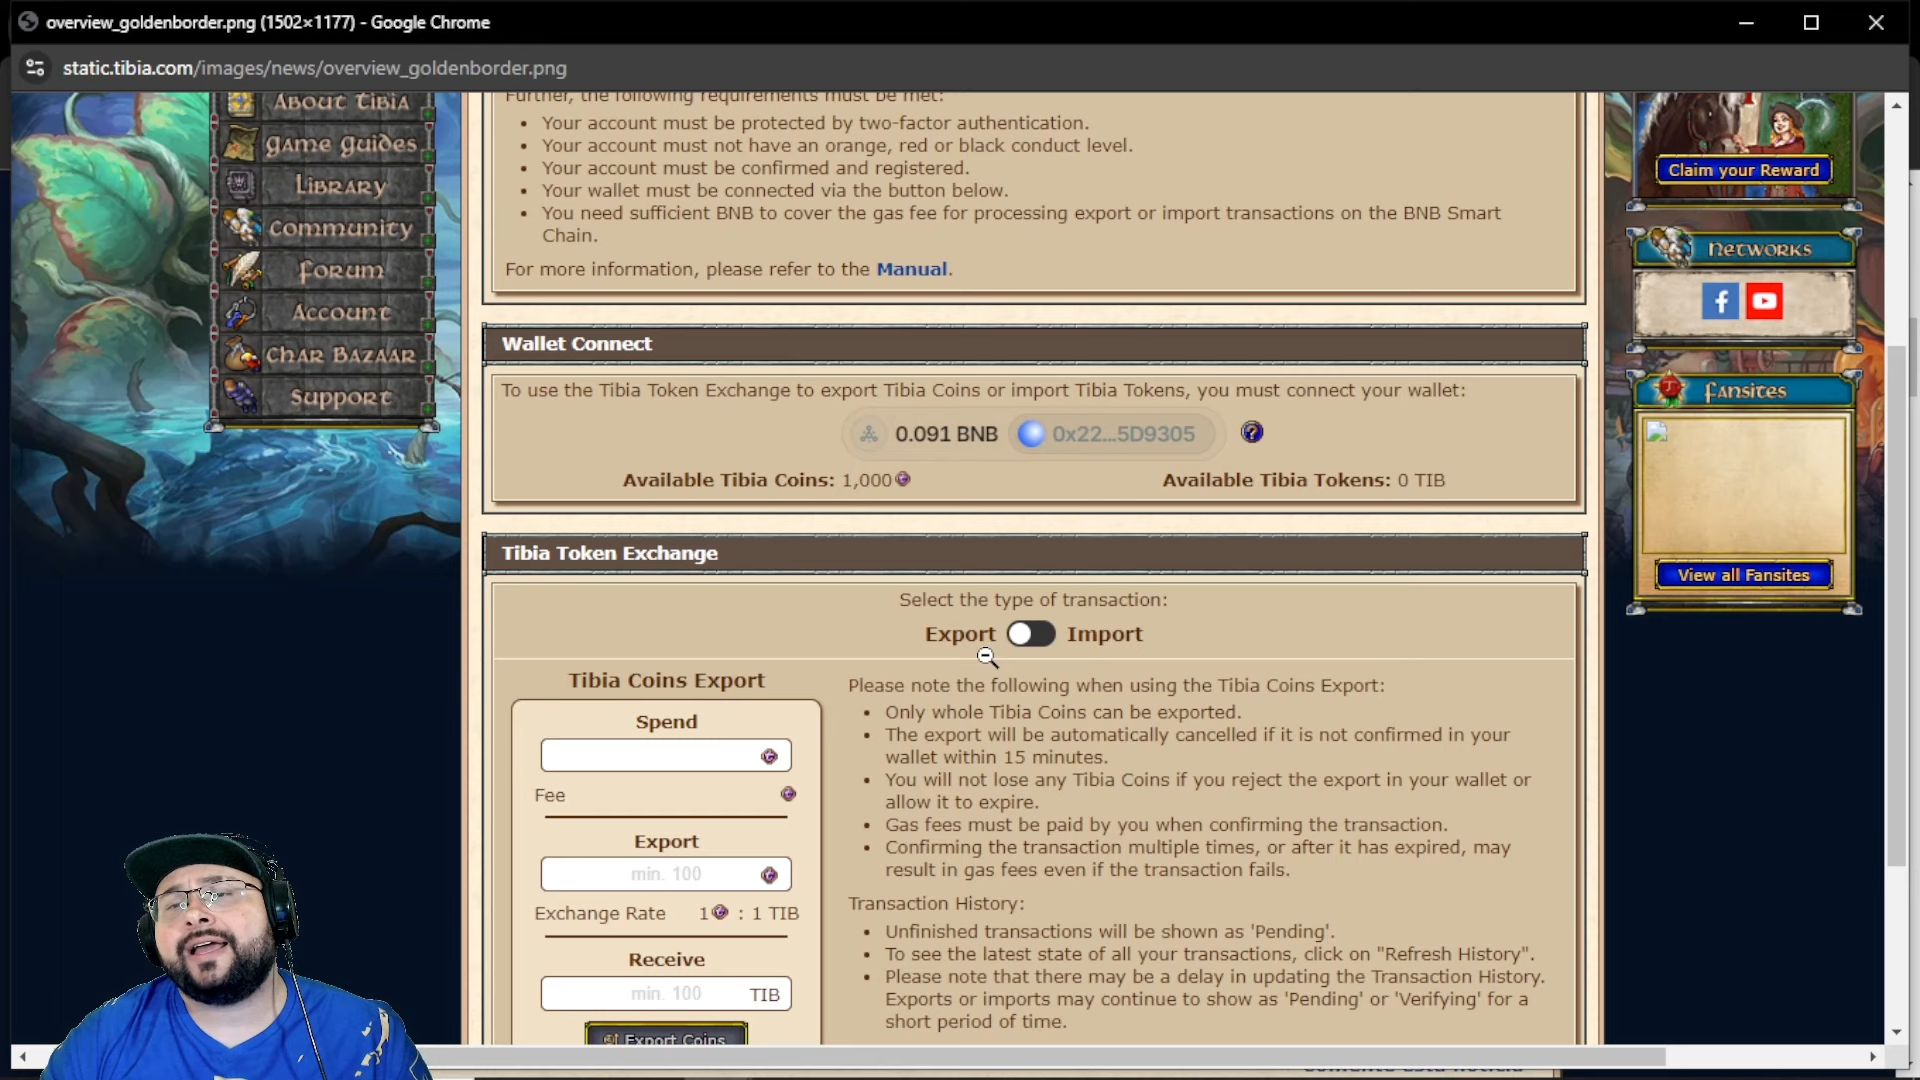 overview_goldenborder.png (1502×1177) - Google Chrome
static.tibia.com/images/news/overview_goldenborder.png
About Tibia
Game Guides
Library
Community
Forum
Account
Char Bazaar
Support
Further, the following requirements must be met:
Your account must be protected by two-factor authentication.
Your account must not have an orange, red or black conduct level.
Your account must be confirmed and registered.
Your wallet must be connected via the button below.
You need sufficient BNB to cover the gas fee for processing export or import transactions on the BNB Smart
Chain.
For more information, please refer to the Manual.
Wallet Connect
To use the Tibia Token Exchange to export Tibia Coins or import Tibia Tokens, you must connect your wallet:
0.091 BNB 0x22...5D9305
Available Tibia Coins: 1,000
Available Tibia Tokens: 0 TIB
Tibia Token Exchange
Select the type of transaction:
Export Import
Tibia Coins Export
Spend
Fee
Export
min. 100
Exchange Rate 1 : 1 TIB
Receive
min. 100 TIB
Export Coins
Please note the following when using the Tibia Coins Export:
Only whole Tibia Coins can be exported.
The export will be automatically cancelled if it is not confirmed in your
wallet within 15 minutes.
You will not lose any Tibia Coins if you reject the export in your wallet or
allow it to expire.
Gas fees must be paid by you when confirming the transaction.
Confirming the transaction multiple times, or after it has expired, may
result in gas fees even if the transaction fails.
Transaction History:
Unfinished transactions will be shown as 'Pending'.
To see the latest state of all your transactions, click on "Refresh History".
Please note that there may be a delay in updating the Transaction History.
Exports or imports may continue to show as 'Pending' or 'Verifying' for a
short period of time.
Claim your Reward
Networks
Fansites
View all Fansites